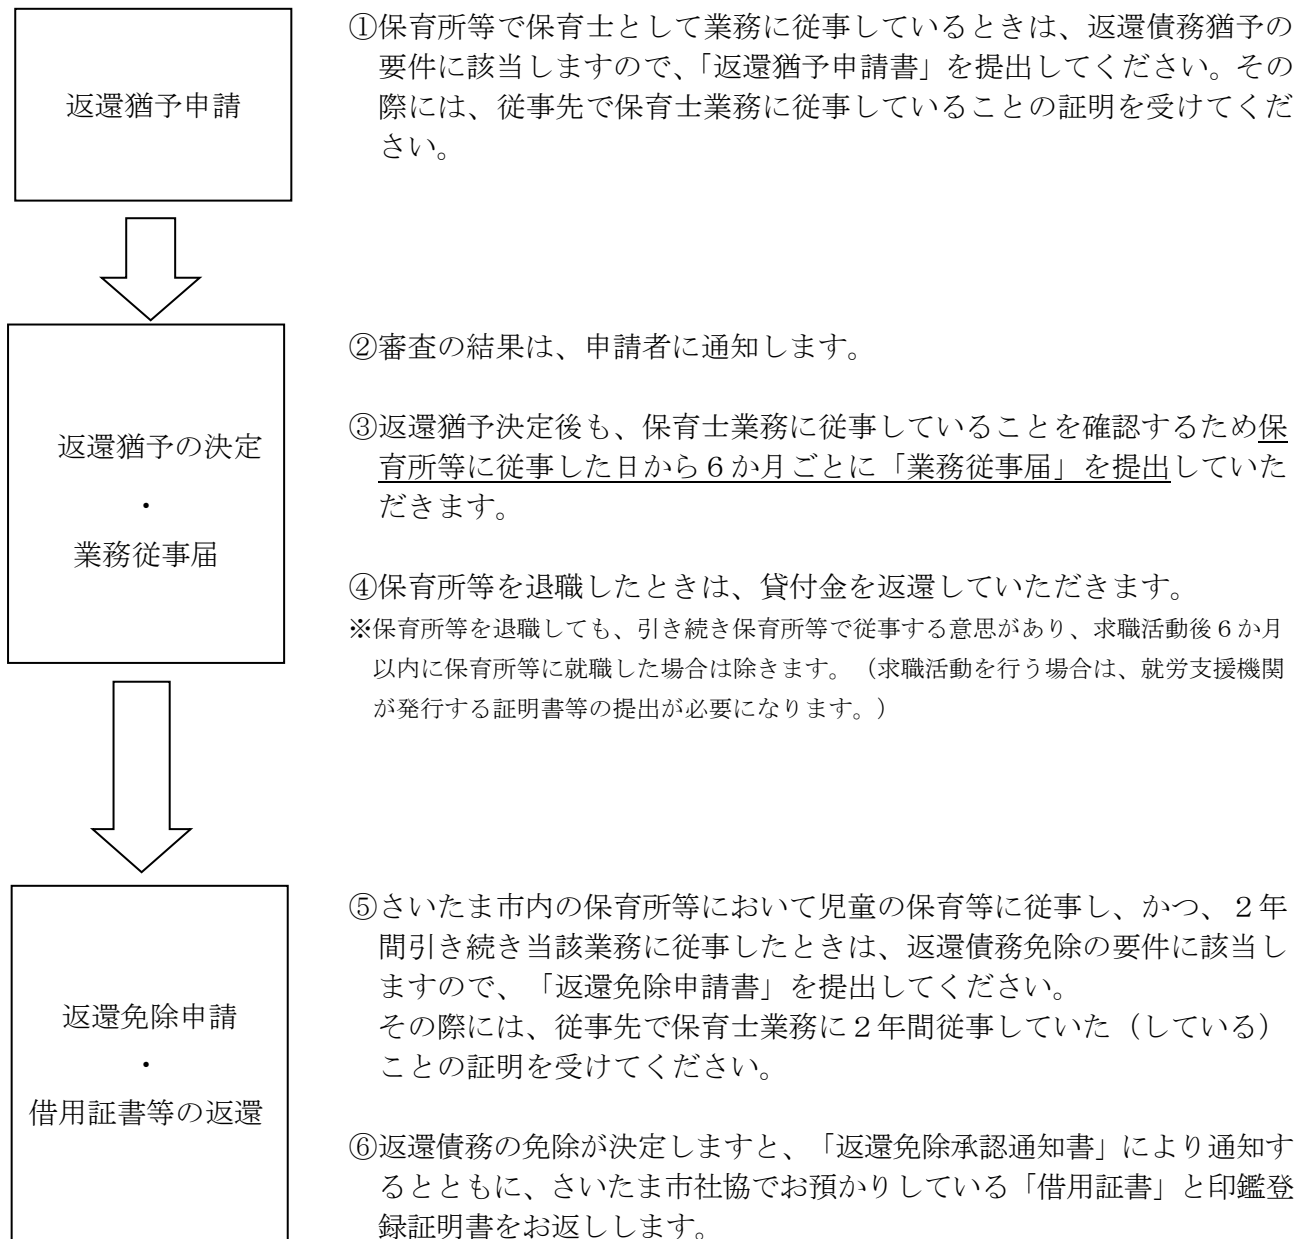 返還猶予申請
①保育所等で保育士として業務に従事しているときは、返還債務猶予の
要件に該当しますので、「返還猶予申請書」を提出してください。その
際には、従事先で保育士業務に従事していることの証明を受けてくだ
さい。
返還猶予の決定
・
業務従事届
②審査の結果は、申請者に通知します。
③返還猶予決定後も、保育士業務に従事していることを確認するため保
育所等に従事した日から６か月ごとに「業務従事届」を提出していた
だきます。
④保育所等を退職したときは、貸付金を返還していただきます。
※保育所等を退職しても、引き続き保育所等で従事する意思があり、求職活動後６か月
以内に保育所等に就職した場合は除きます。（求職活動を行う場合は、就労支援機関
が発行する証明書等の提出が必要になります。）
返還免除申請
・
借用証書等の返還
⑤さいたま市内の保育所等において児童の保育等に従事し、かつ、２年
間引き続き当該業務に従事したときは、返還債務免除の要件に該当し
ますので、「返還免除申請書」を提出してください。
その際には、従事先で保育士業務に２年間従事していた（している）
ことの証明を受けてください。
⑥返還債務の免除が決定しますと、「返還免除承認通知書」により通知す
るとともに、さいたま市社協でお預かりしている「借用証書」と印鑑登
録証明書をお返しします。